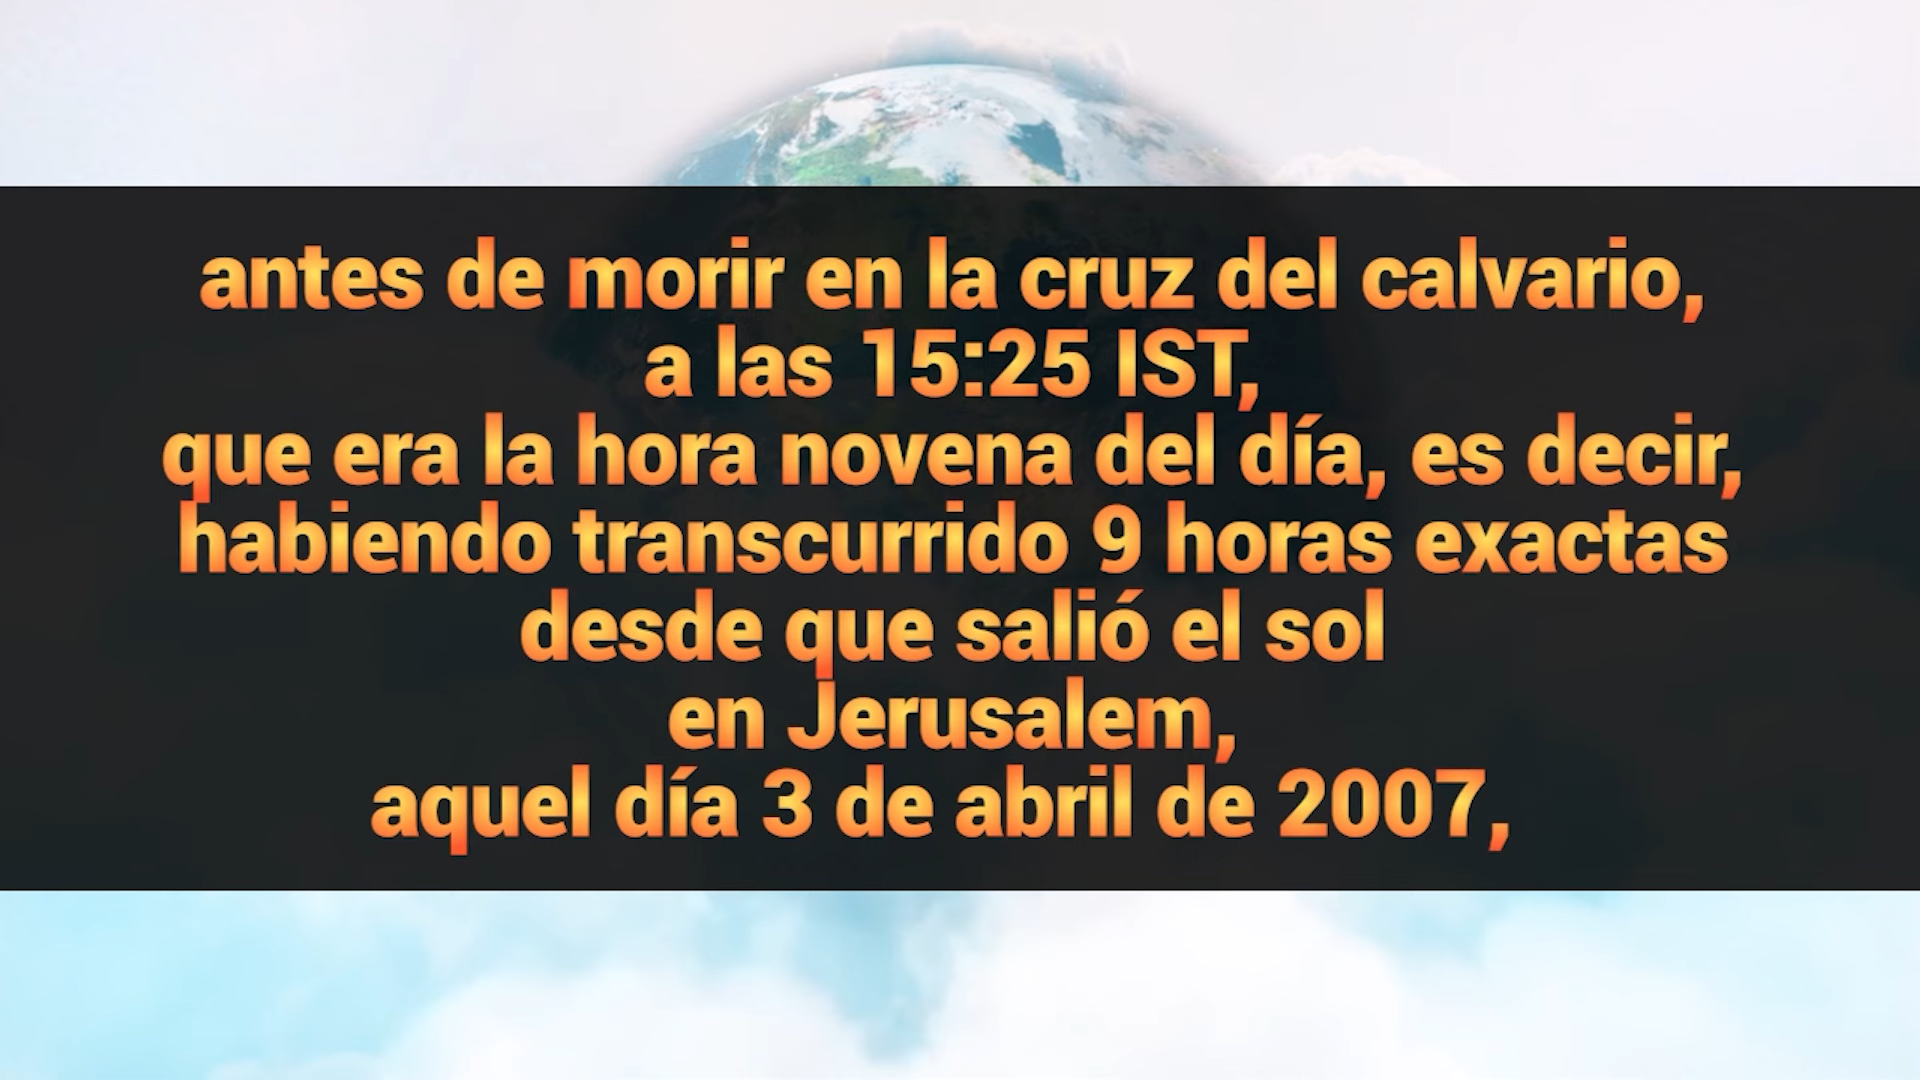 antes de morir en la cruz del calvario,
a las 15:25 IST,
que era la hora novena del día, es decir,
habiendo transcurrido 9 horas exactas
desde que salió el sol
en Jerusalem,
aquel día 3 de abril de 2007,